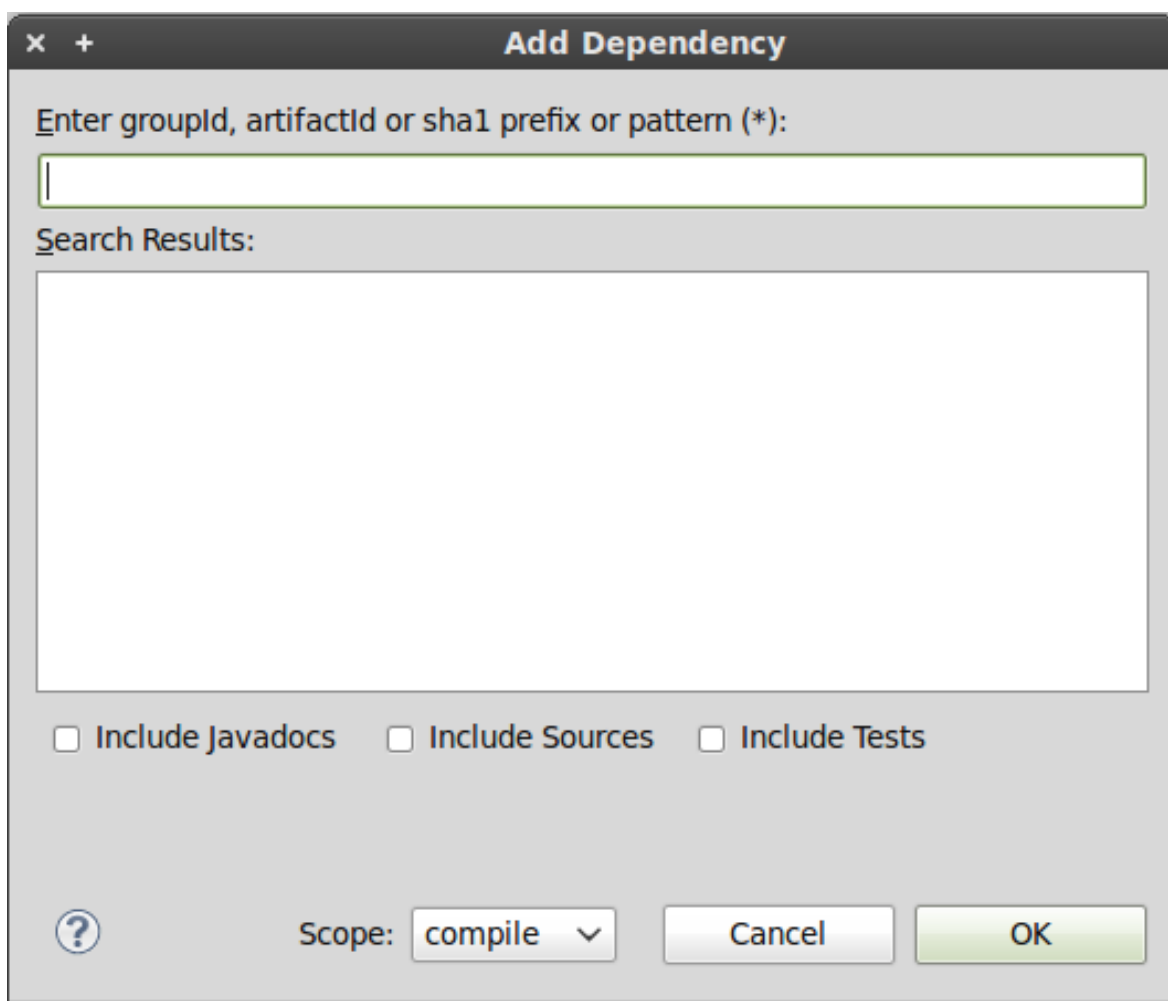 Add Dependency
Enter groupId, artifactId or sha1 prefix or pattern (*):
Search Results:
Include Javadocs Include Sources Include Tests
? Scope: compile Cancel OK